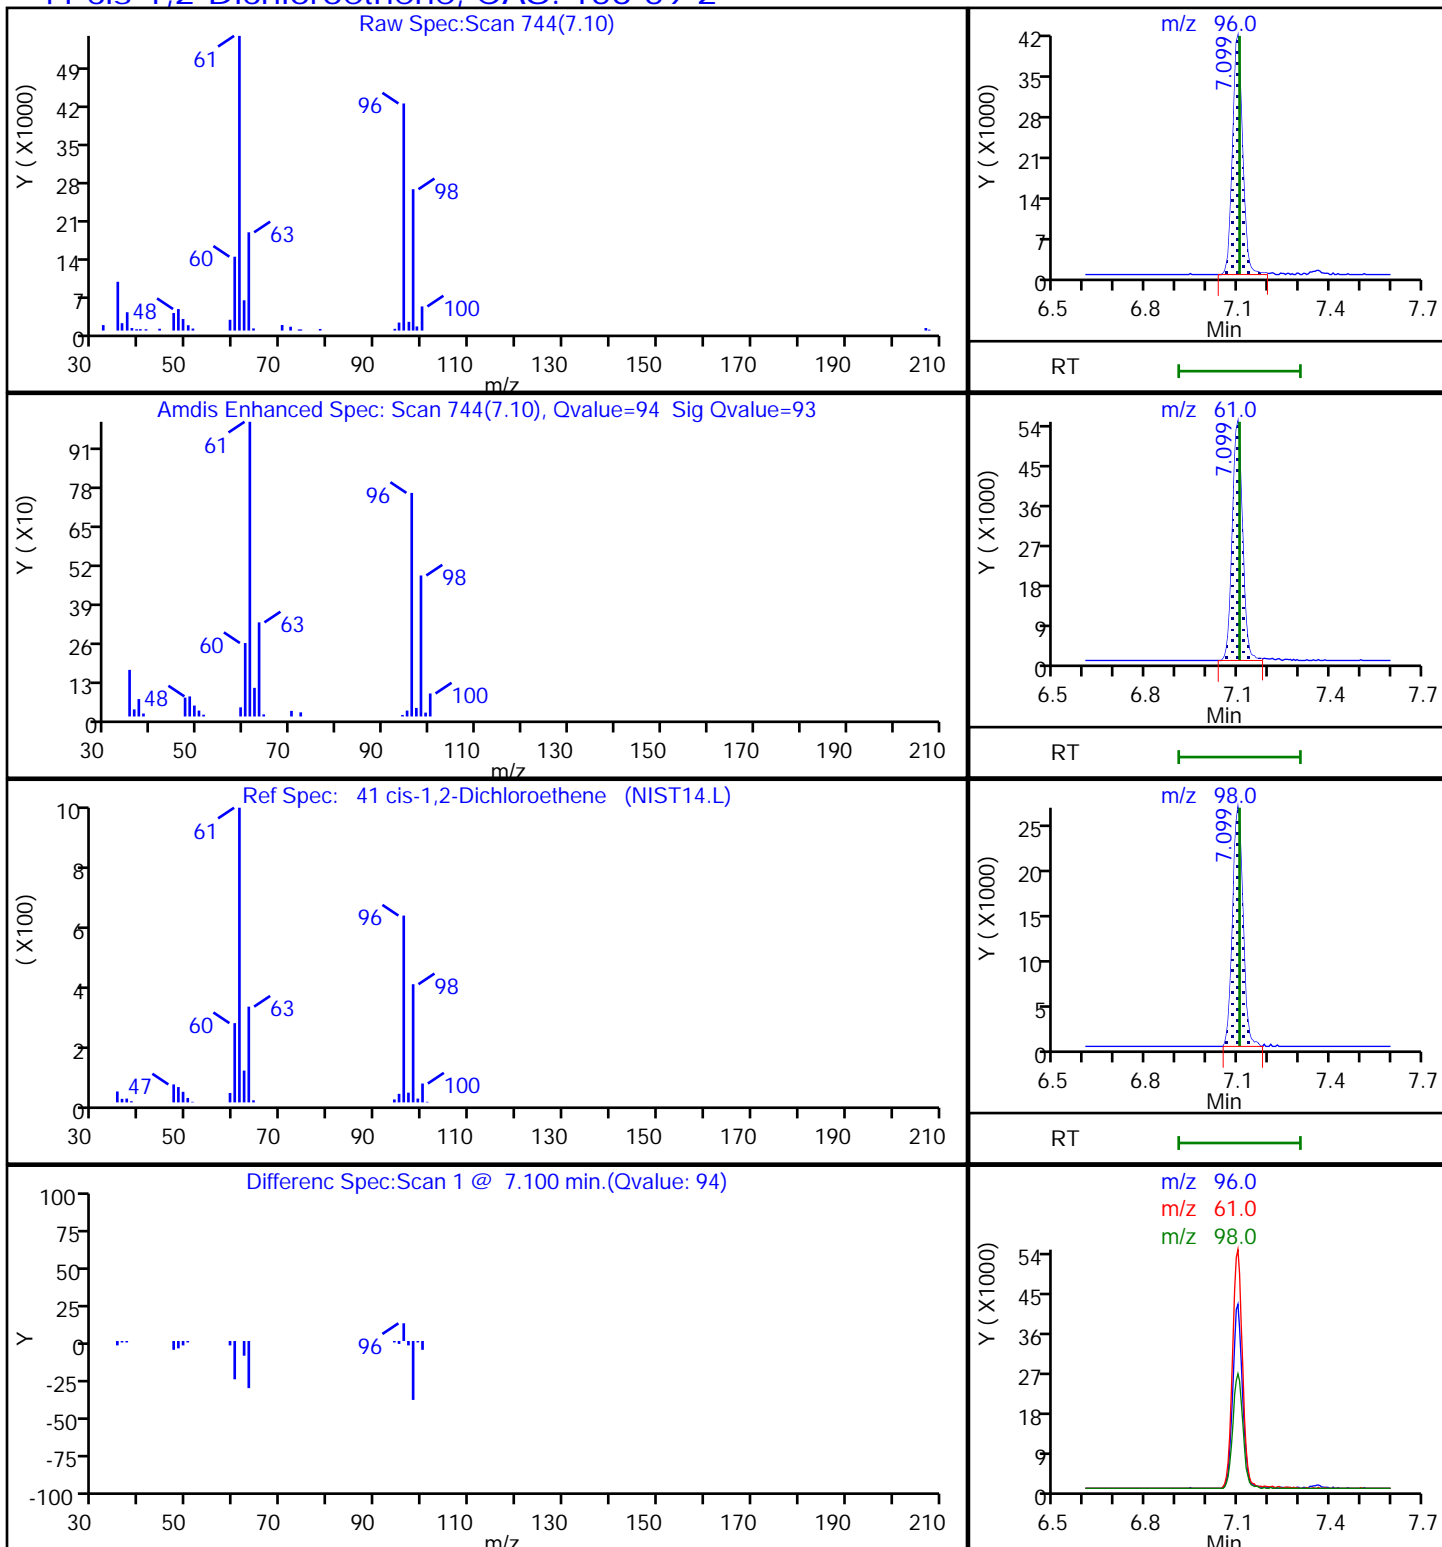 Raw Spec:Scan 744(7.10)
Y ( X1000)
49
42
35
28
21
14
7
0
61
96
98
60
63
48
100
30 50 70 90 110 130 150 170 190 210
m/z
m/z 96.0
Y ( X1000)
42
35
28
21
14
7
0
7.099
6.5 6.8 7.1 7.4 7.7
Min
RT
Amdis Enhanced Spec: Scan 744(7.10), Qvalue=94 Sig Qvalue=93
Y ( X10)
91
78
65
52
39
26
13
0
61
96
98
60
63
48
100
30 50 70 90 110 130 150 170 190 210
m/z
m/z 61.0
Y ( X1000)
54
45
36
27
18
9
0
7.099
6.5 6.8 7.1 7.4 7.7
Min
RT
Ref Spec: 41 cis-1,2-Dichloroethene (NIST14.L)
( X100)
10
8
6
4
2
0
61
96
98
60
63
47
100
30 50 70 90 110 130 150 170 190 210
m/z 98.0
Y ( X1000)
25
20
15
10
5
0
7.099
6.5 6.8 7.1 7.4 7.7
Min
RT
Differenc Spec:Scan 1 @ 7.100 min.(Qvalue: 94)
Y
100
75
50
25
0
-25
-50
-75
-100
96
30 50 70 90 110 130 150 170 190 210
m/z
m/z 96.0
m/z 61.0
m/z 98.0
Y ( X1000)
54
45
36
27
18
9
0
6.5 6.8 7.1 7.4 7.7
Min